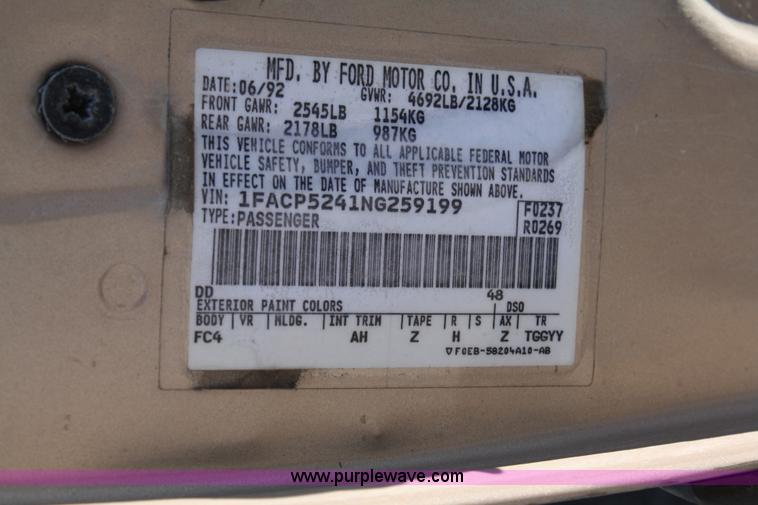 MFD. BY FORD MOTOR CO. IN U.S.A.
DATE: 06/92 GVWR: 4692LB/2128KG
FRONT GAWR: 2545LB 1154KG
REAR GAWR: 2178LB 987KG
THIS VEHICLE CONFORMS TO ALL APPLICABLE FEDERAL MOTOR
VEHICLE SAFETY, BUMPER, AND THEFT PREVENTION STANDARDS
IN EFFECT ON THE DATE OF MANUFACTURE SHOWN ABOVE.
VIN: 1FACP5241NG259199 F0237
TYPE: PASSENGER R0269
DD 48
EXTERIOR PAINT COLORS DSO
BODY VR MLDG. INT TRIM TAPE R S AX TR
FC4 AH Z H Z TGGYY
▽F0EB-58204A10-AB
www.purplewave.com